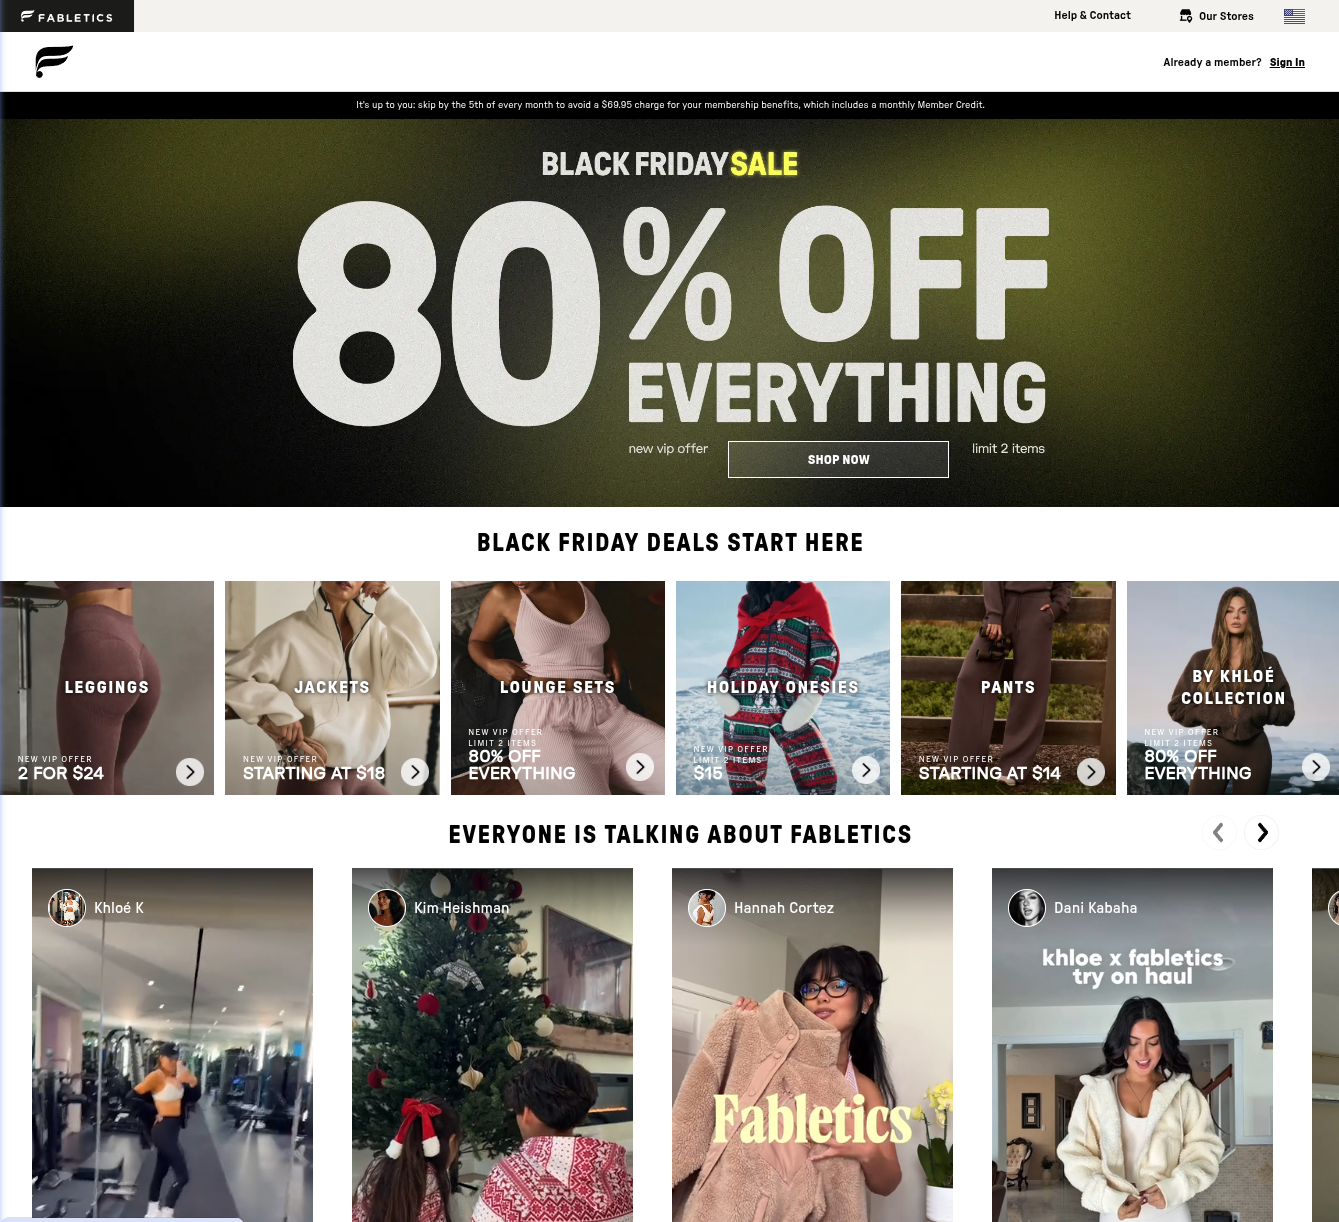 FABLETICS
Help & Contact
Our Stores
Already a member? Sign In
It's up to you: skip by the 5th of every month to avoid a $69.95 charge for your membership benefits, which includes a monthly Member Credit.
BLACK FRIDAY SALE
80% OFF
EVERYTHING
new vip offer
SHOP NOW
limit 2 items
BLACK FRIDAY DEALS START HERE
LEGGINGS
NEW VIP OFFER
2 FOR $24
JACKETS
NEW VIP OFFER
STARTING AT $18
LOUNGE SETS
NEW VIP OFFER
LIMIT 2 ITEMS
80% OFF
EVERYTHING
HOLIDAY ONESIES
NEW VIP OFFER
LIMIT 2 ITEMS
$15
PANTS
NEW VIP OFFER
STARTING AT $14
BY KHLOÉ
COLLECTION
NEW VIP OFFER
LIMIT 2 ITEMS
80% OFF
EVERYTHING
EVERYONE IS TALKING ABOUT FABLETICS
Khloé K
Kim Heishman
Hannah Cortez
Fabletics
Dani Kabaha
khloe x fabletics
try on haul